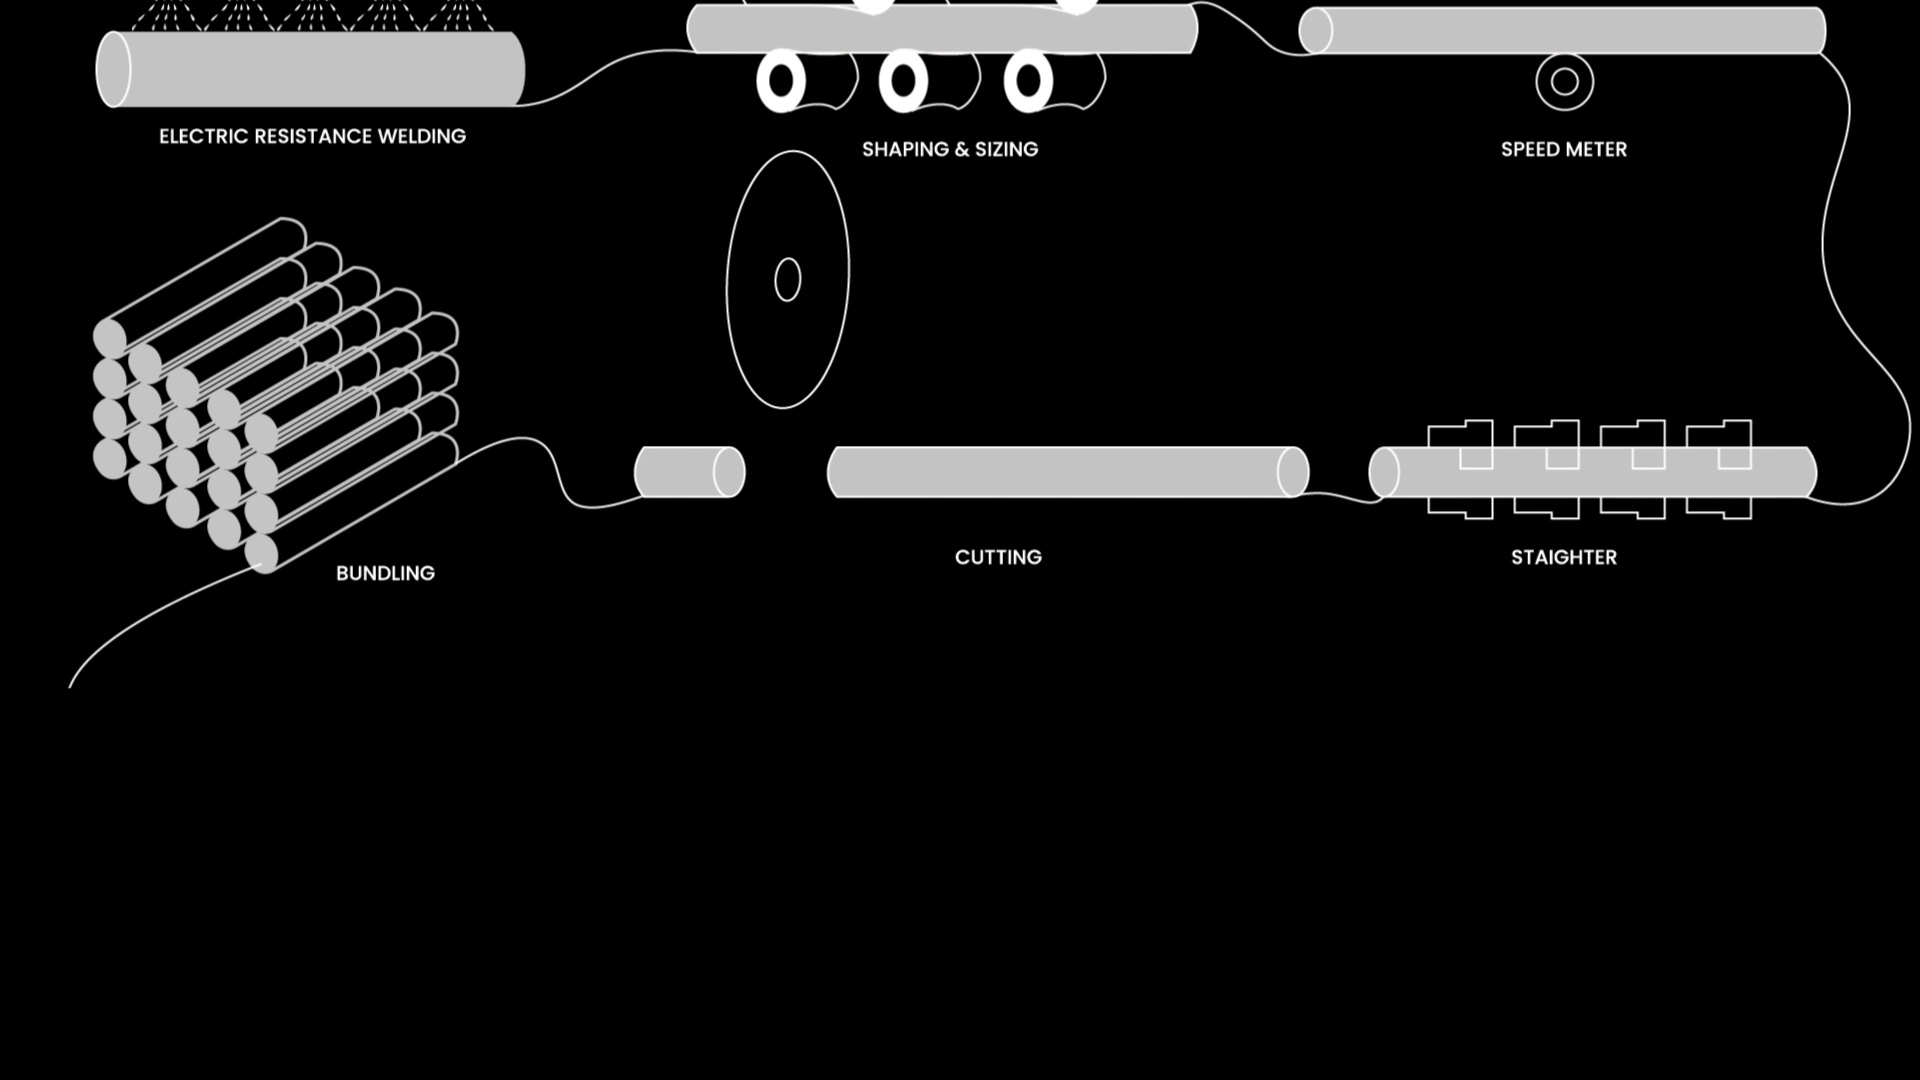 ELECTRIC RESISTANCE WELDING
SHAPING & SIZING
SPEED METER
BUNDLING
CUTTING
STAIGHTER